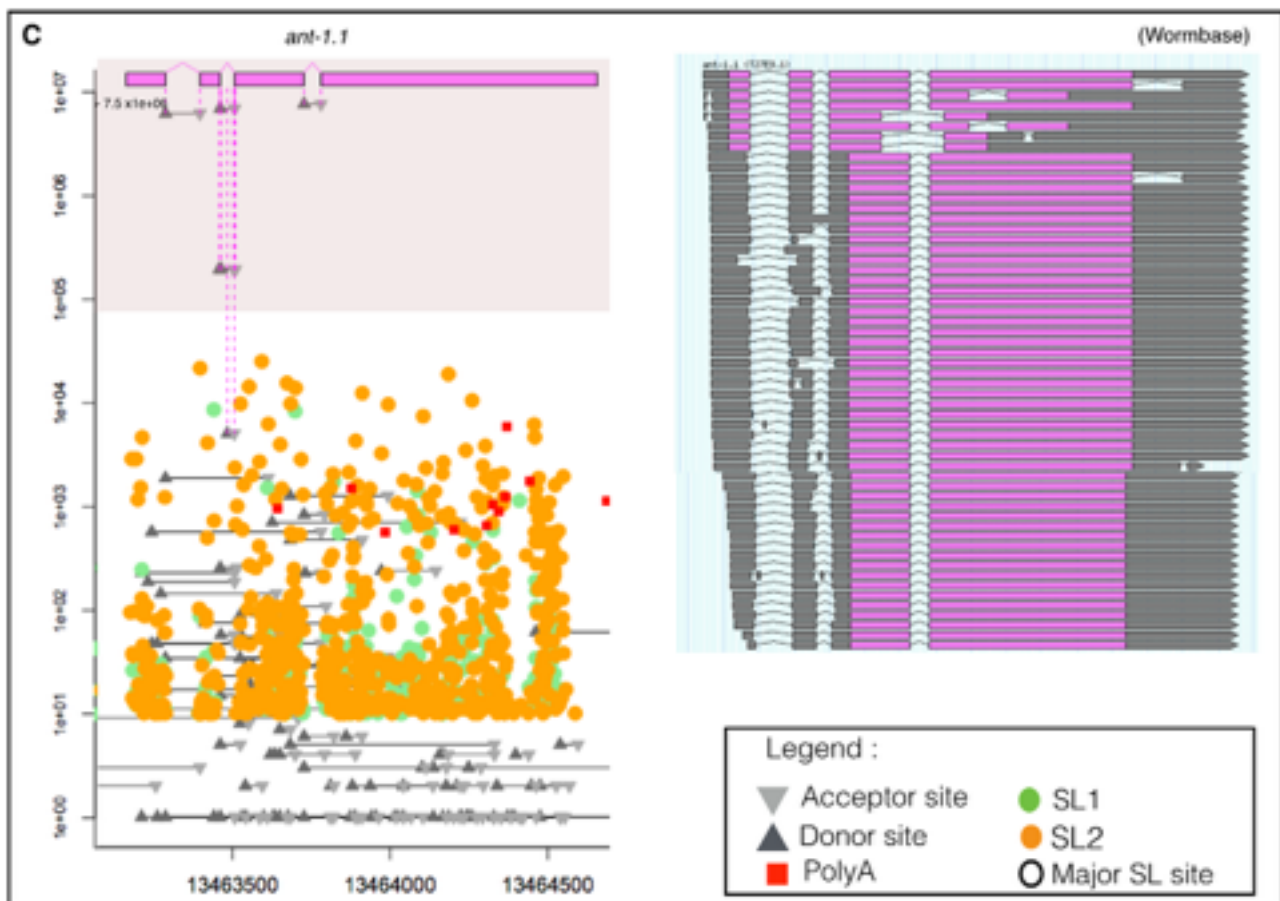 C
ant-1.1
(Wormbase)
1e+07
7.5 x1e+06
1e+06
1e+05
1e+04
1e+03
1e+02
1e+01
1e+00
13463500
13464000
13464500
Legend :
Acceptor site
Donor site
PolyA
SL1
SL2
Major SL site